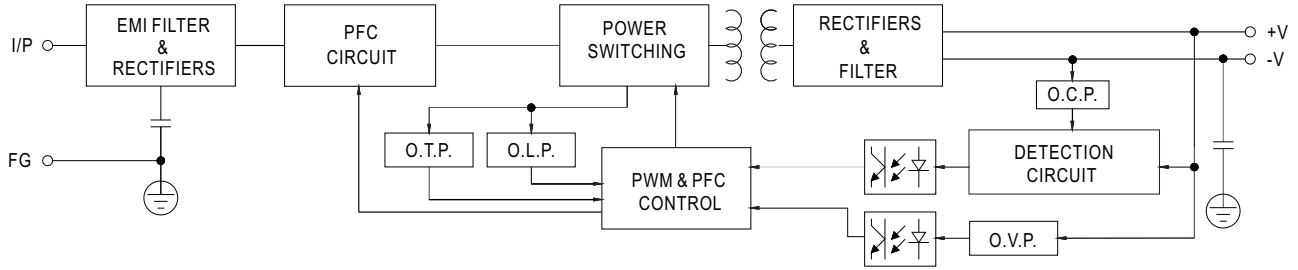 I/P
EMI FILTER
&
RECTIFIERS
PFC
CIRCUIT
POWER
SWITCHING
RECTIFIERS
&
FILTER
+V
-V
O.C.P.
FG
O.T.P.
O.L.P.
PWM & PFC
CONTROL
DETECTION
CIRCUIT
O.V.P.